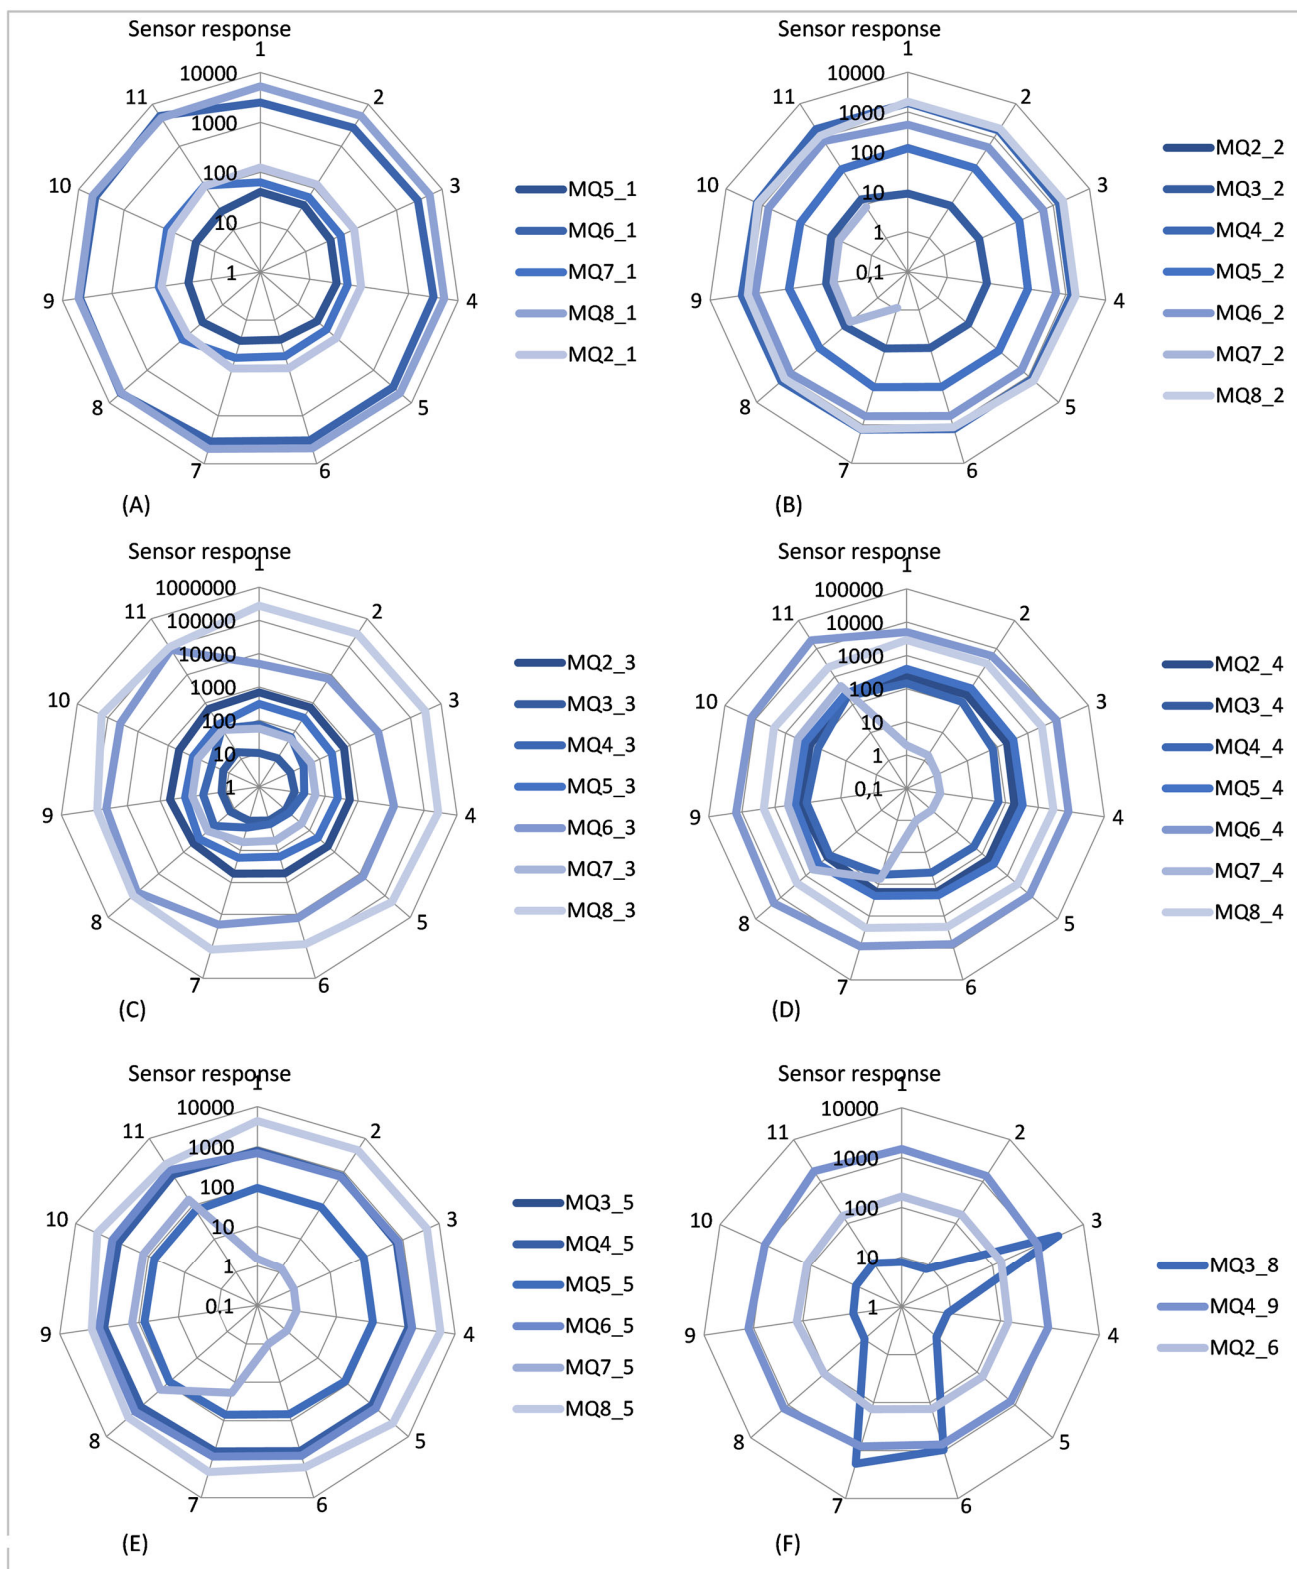 Sensor response
1
2
3
4
5
6
7
8
9
10
11
10000
1000
100
10
1
MQ5_1
MQ6_1
MQ7_1
MQ8_1
MQ2_1
(A)
Sensor response
1
2
3
4
5
6
7
8
9
10
11
10000
1000
100
10
1
0,1
MQ2_2
MQ3_2
MQ4_2
MQ5_2
MQ6_2
MQ7_2
MQ8_2
(B)
Sensor response
1
2
3
4
5
6
7
8
9
10
11
1000000
100000
10000
1000
100
10
1
MQ2_3
MQ3_3
MQ4_3
MQ5_3
MQ6_3
MQ7_3
MQ8_3
(C)
Sensor response
1
2
3
4
5
6
7
8
9
10
11
100000
10000
1000
100
10
1
0,1
MQ2_4
MQ3_4
MQ4_4
MQ5_4
MQ6_4
MQ7_4
MQ8_4
(D)
Sensor response
1
2
3
4
5
6
7
8
9
10
11
10000
1000
100
10
1
0,1
MQ3_5
MQ4_5
MQ5_5
MQ6_5
MQ7_5
MQ8_5
(E)
Sensor response
1
2
3
4
5
6
7
8
9
10
11
10000
1000
100
10
1
MQ3_8
MQ4_9
MQ2_6
(F)